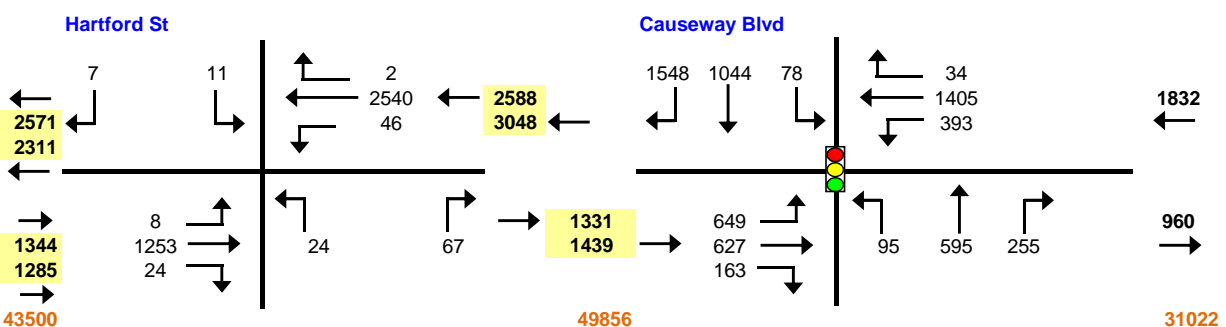 Hartford St
Causeway Blvd
7 11 2 1548 1044 78 34
2540 2588 1405 1832
2571 46 3048 393
2311
8 1331 649 960
1344 1253 24 67 1439 627 95 595 255
1285 24 163
43500 49856 31022